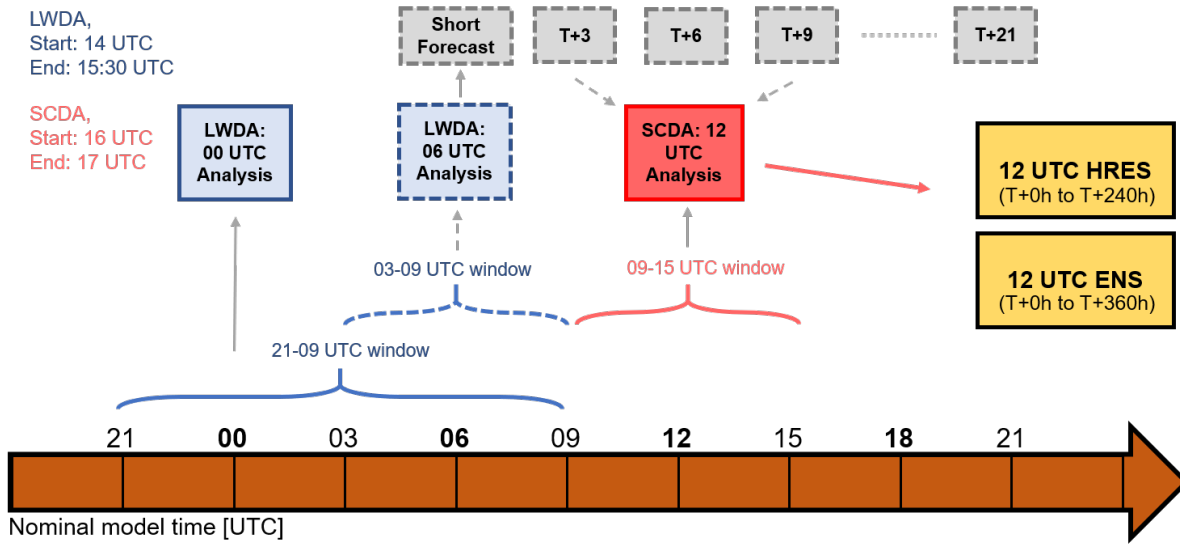 LWDA,
Start: 14 UTC
End: 15:30 UTC
SCDA,
Start: 16 UTC
End: 17 UTC
Short
Forecast
T+3
T+6
T+9
T+21
LWDA:
00 UTC
Analysis
LWDA:
06 UTC
Analysis
SCDA: 12
UTC
Analysis
12 UTC HRES
(T+0h to T+240h)
12 UTC ENS
(T+0h to T+360h)
03-09 UTC window
09-15 UTC window
21-09 UTC window
21 00 03 06 09 12 15 18 21
Nominal model time [UTC]